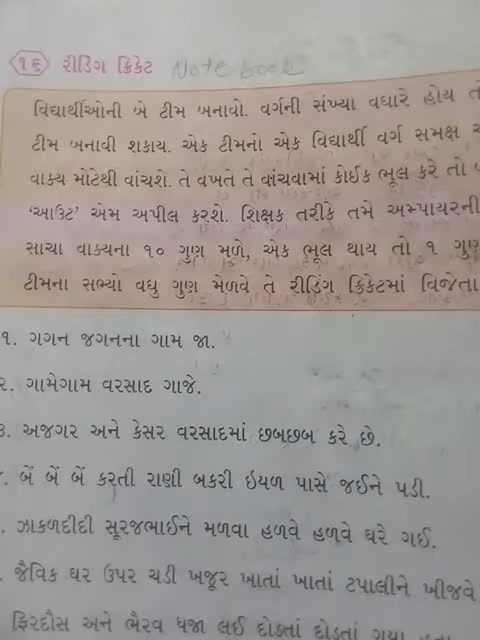 ૧૬ રીડિંગ ક્રિકેટ Note book
વિદ્યાર્થીઓની બે ટીમ બનાવો. વર્ગની સંખ્યા વધારે હોય તો
ટીમ બનાવી શકાય. એક ટીમનો એક વિદ્યાર્થી વર્ગ સમક્ષ
વાક્ય મોટેથી વાંચશે. તે વખતે તે વાંચવામાં કોઈક ભૂલ કરે તો
'આઉટ' એમ અપીલ કરશે. શિક્ષક તરીકે તમે અમ્પાયરની
સાચા વાક્યના ૧૦ ગુણ મળે, એક ભૂલ થાય તો ૧ ગુણ
ટીમના સભ્યો વધુ ગુણ મેળવે તે રીડિંગ ક્રિકેટમાં વિજેતા
૧. ગગન જગનના ગામ જા.
૨. ગામેગામ વરસાદ ગાજે.
૩. અજગર અને કેસર વરસાદમાં છબછબ કરે છે.
બેં બેં બેં કરતી રાણી બકરી ઇયળ પાસે જઈને પડી.
ઝાકળદીદી સૂરજભાઈને મળવા હળવે હળવે ઘરે ગઈ.
જૈવિક ઘર ઉપર ચડી ખજૂર ખાતાં ખાતાં ટપાલીને ખીજવે
ફિરદૌસ અને ભૈરવ ધજા લઈ દોડતાં દોડતાં ગયા